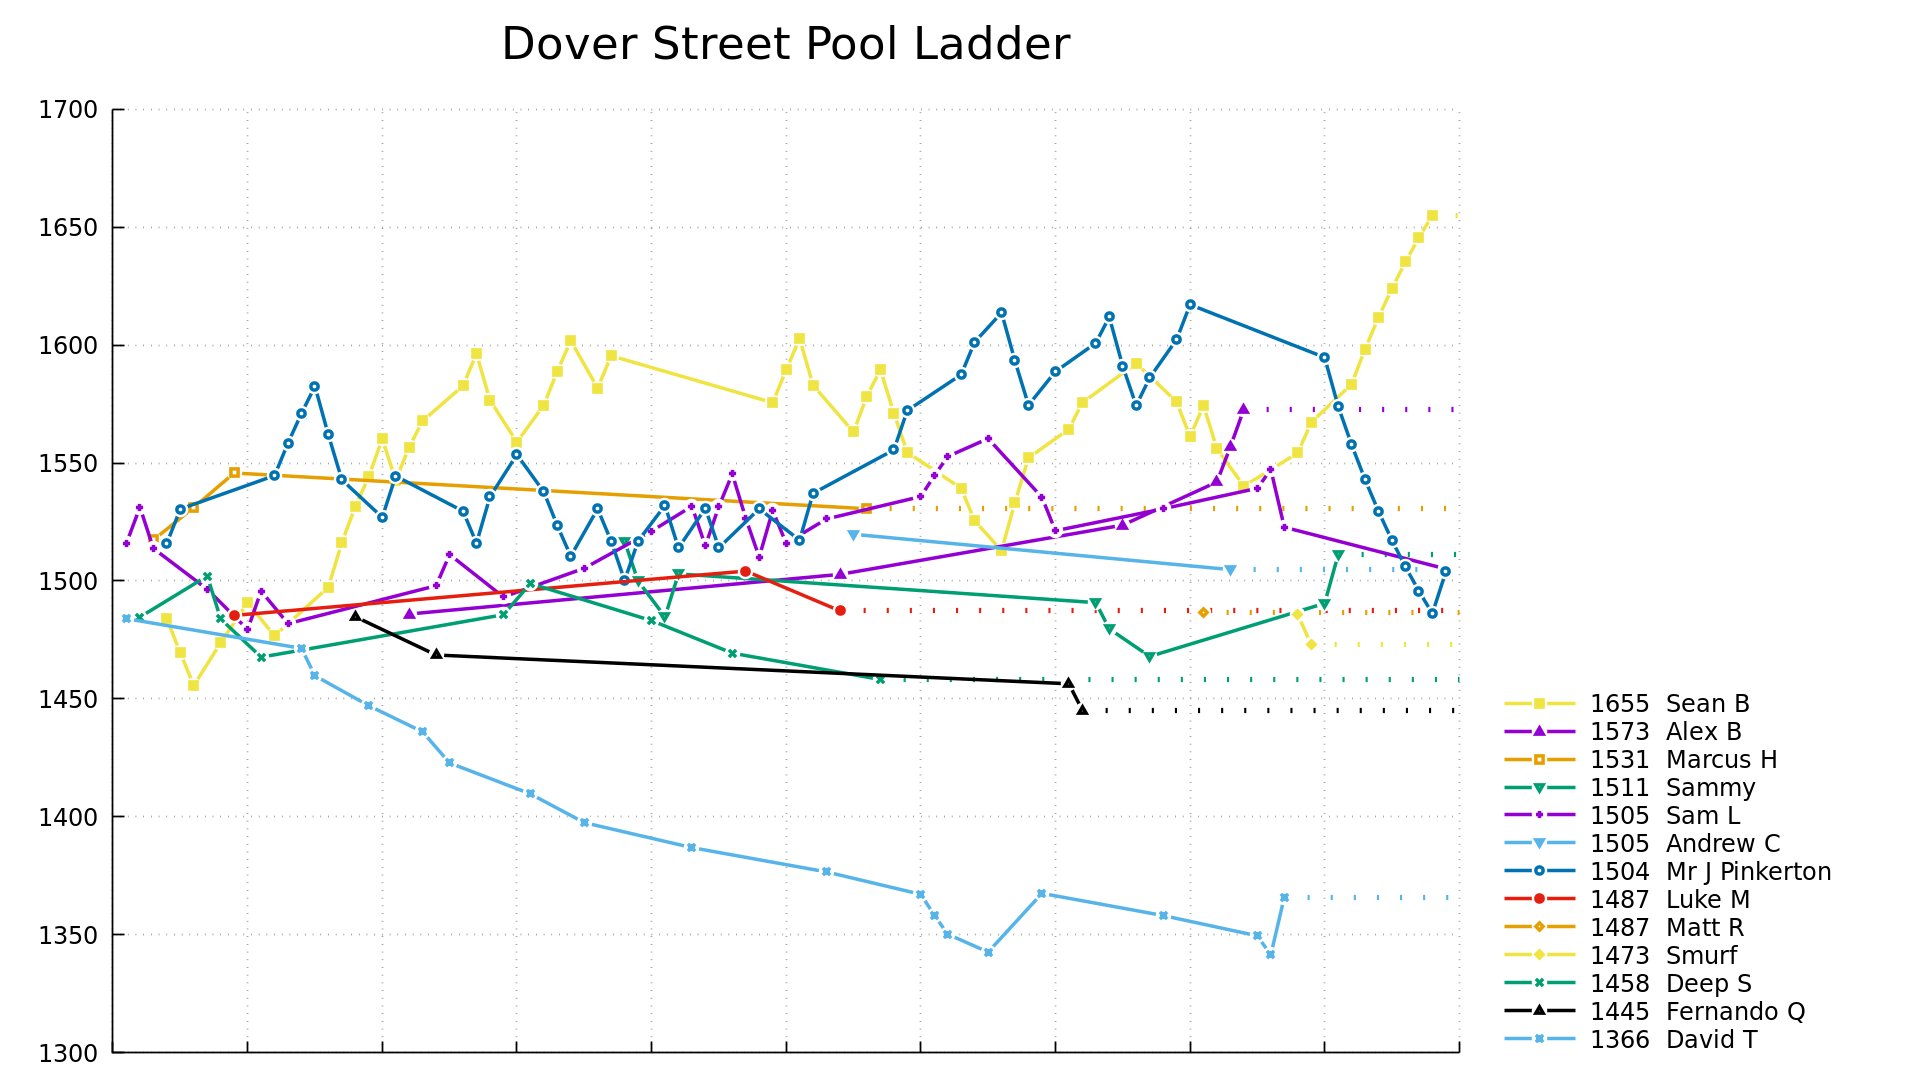 Dover Street Pool Ladder
1700
1650
1600
1550
1500
1450
1400
1350
1300
1655 Sean B
1573 Alex B
1531 Marcus H
1511 Sammy
1505 Sam L
1505 Andrew C
1504 Mr J Pinkerton
1487 Luke M
1487 Matt R
1473 Smurf
1458 Deep S
1445 Fernando Q
1366 David T